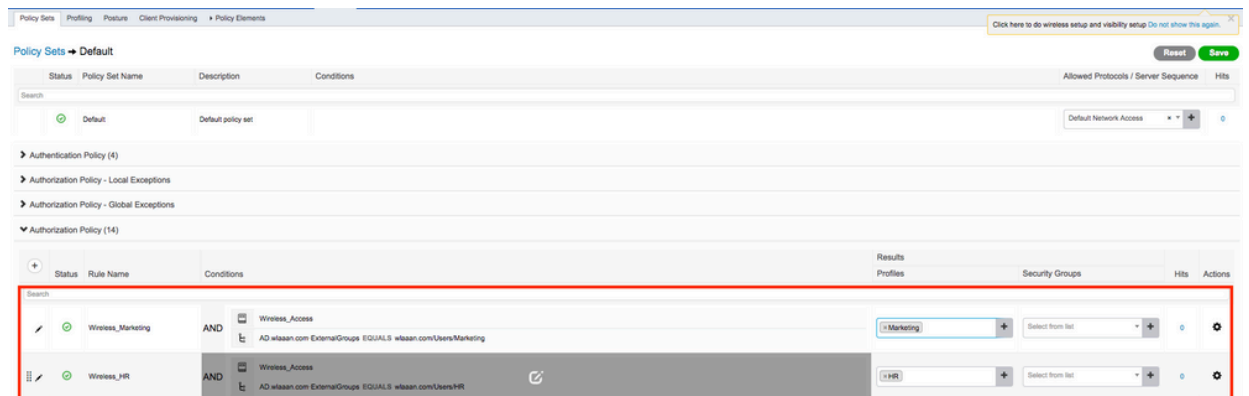 Policy Sets Profiling Posture Client Provisioning Policy Elements
Click here to do wireless setup and visibility setup Do not show this again.
Policy Sets → Default
Reset Save
Status Policy Set Name Description Conditions Allowed Protocols / Server Sequence Hits
Search
Default Default policy set Default Network Access 0
Authentication Policy (4)
Authorization Policy - Local Exceptions
Authorization Policy - Global Exceptions
Authorization Policy (14)
Results
Status Rule Name Conditions Profiles Security Groups Hits Actions
Search
Wireless_Access
Wireless_Marketing AND Marketing Select from list 0
AD.wlaaan.com ExternalGroups EQUALS wlaaan.com/Users/Marketing
Wireless_Access
Wireless_HR AND HR Select from list 0
AD.wlaaan.com ExternalGroups EQUALS wlaaan.com/Users/HR